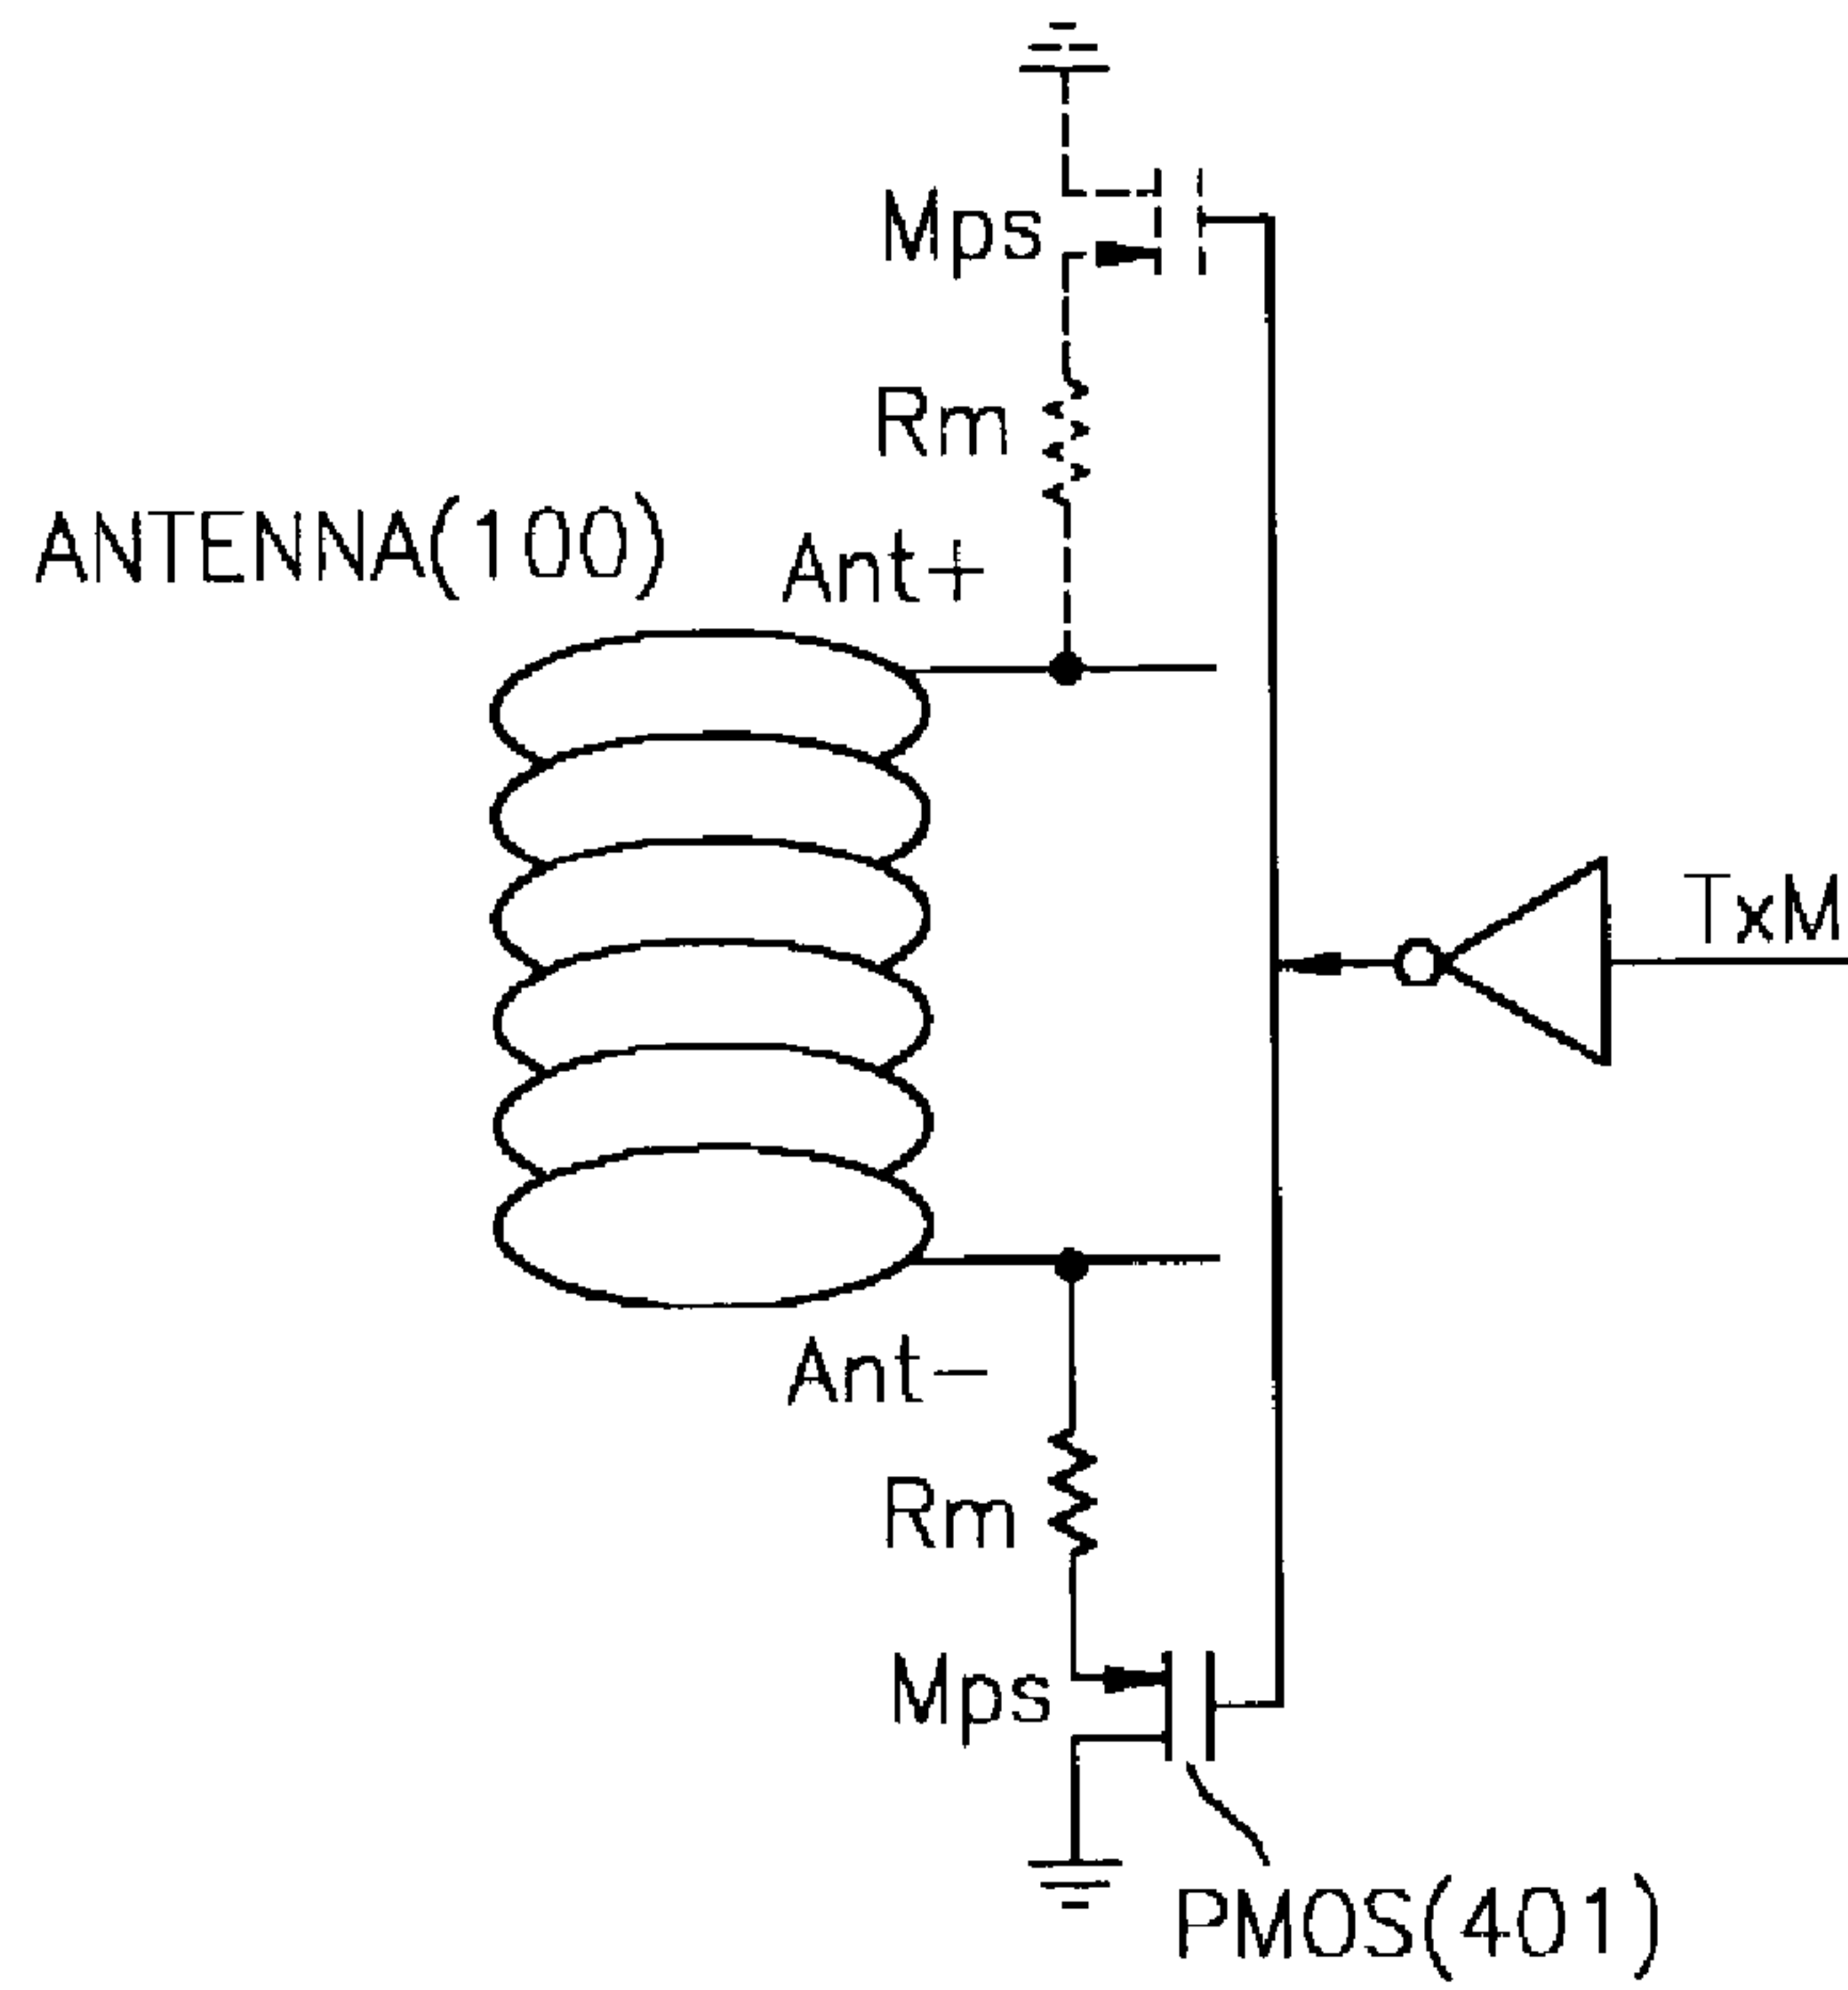 Mps
Rm
ANTENNA(100)
Ant+
TxM
Ant-
Rm
Mps
PMOS(401)